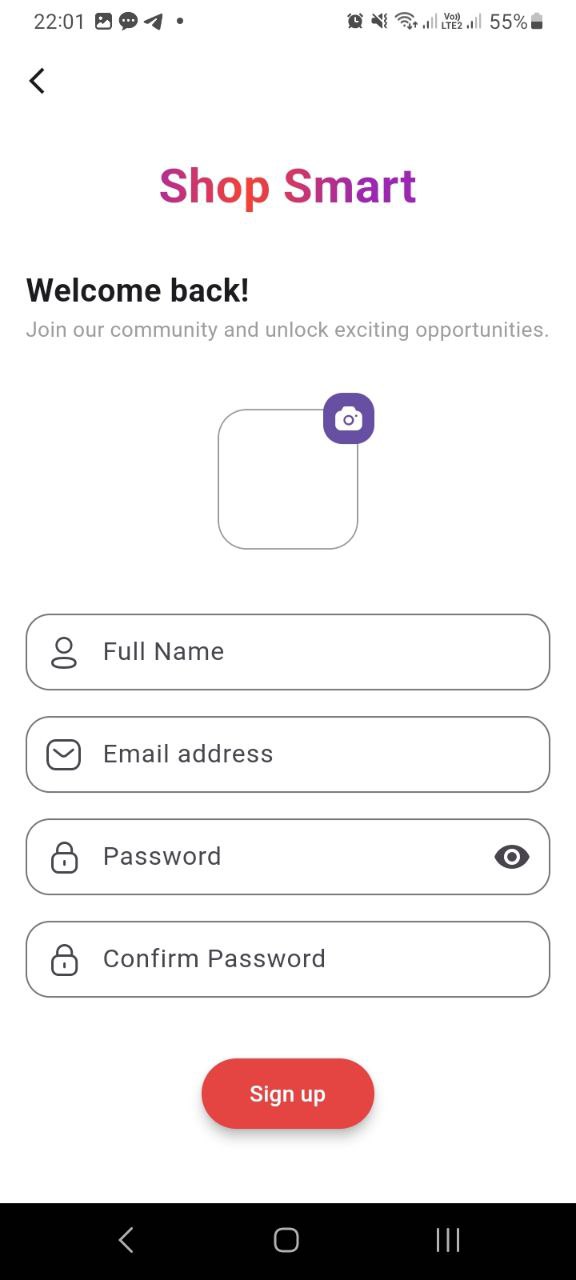 22:01
Vo))
LTE2
55%
Shop Smart
Welcome back!
Join our community and unlock exciting opportunities.
Full Name
Email address
Password
Confirm Password
Sign up